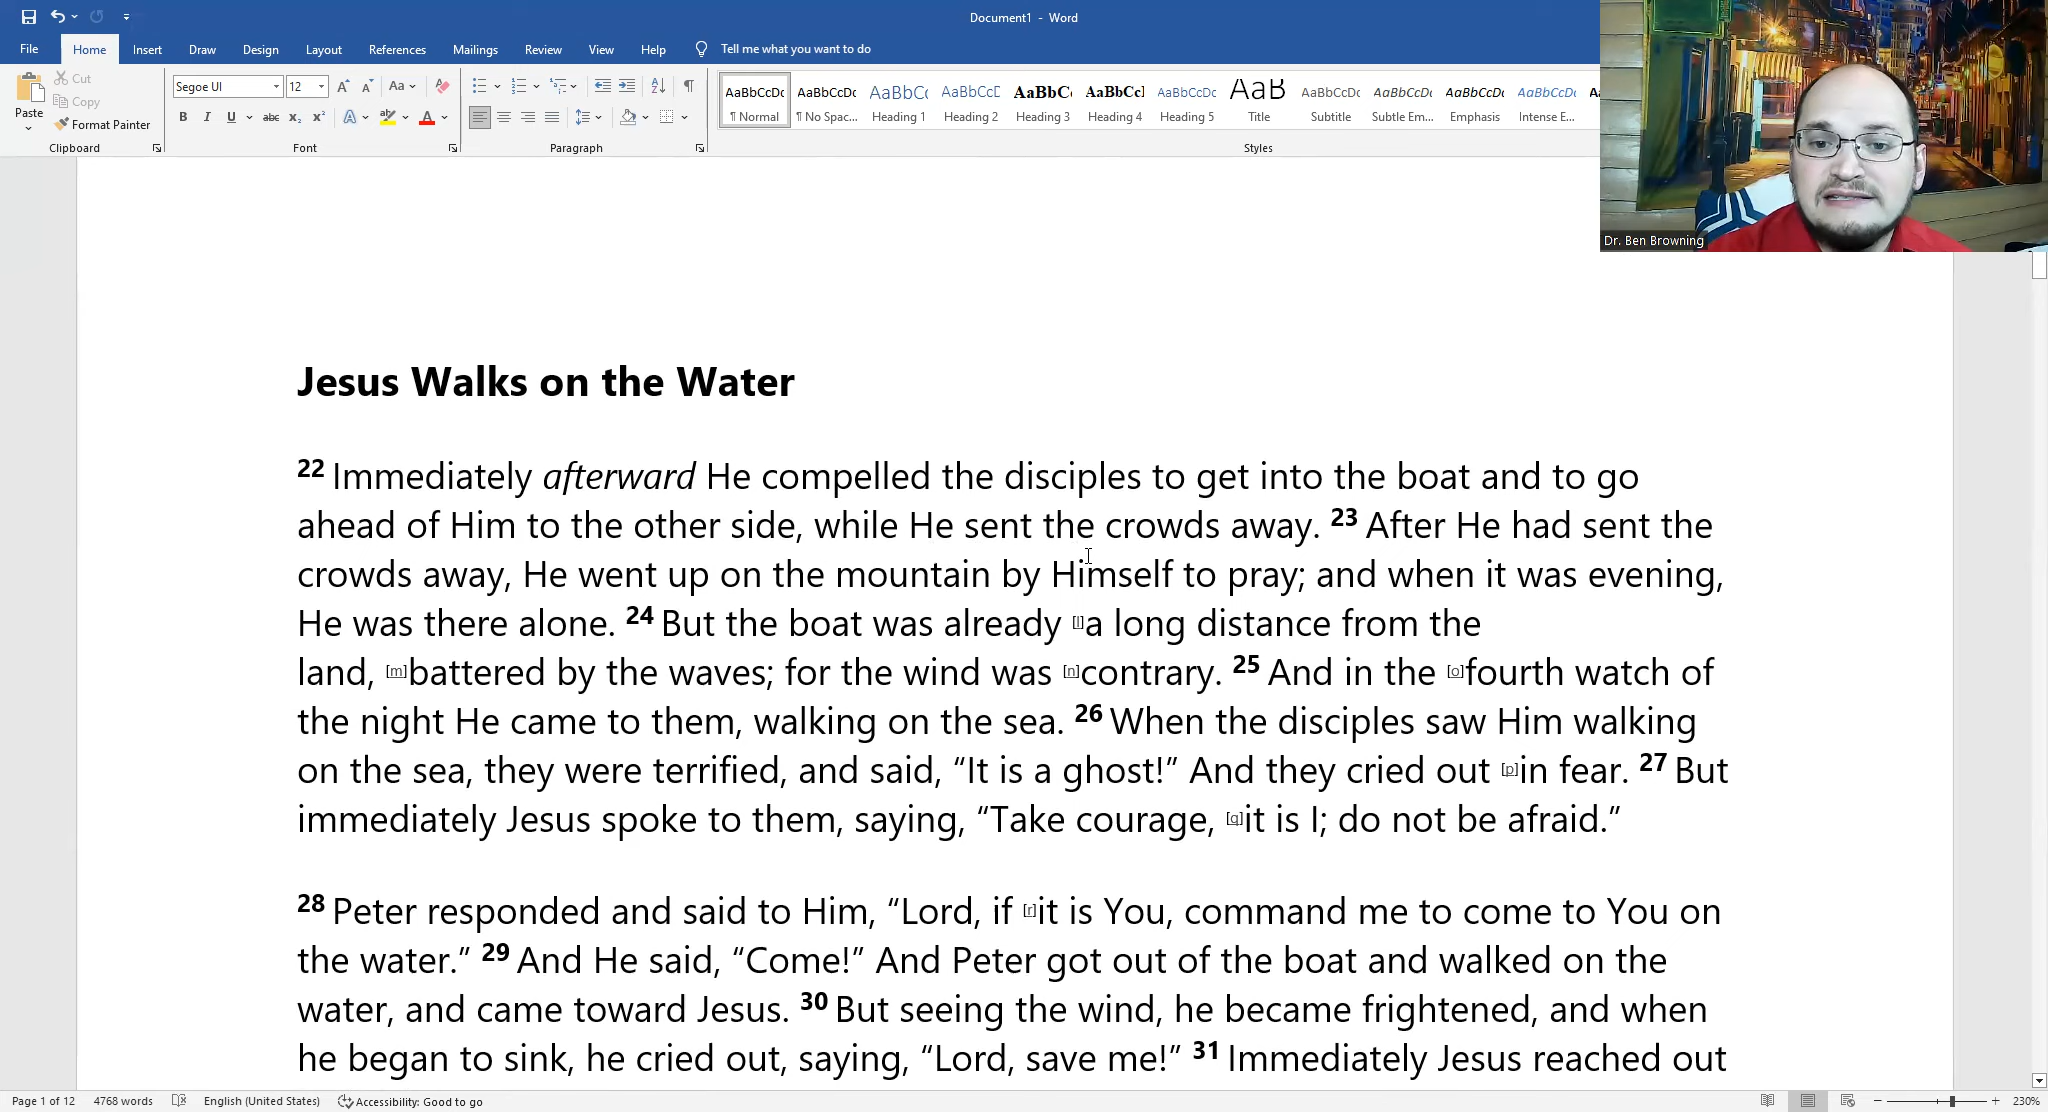 Document1 - Word
File Home Insert Draw Design Layout References Mailings Review View Help Tell me what you want to do
Paste
Cut
Copy
Format Painter
Clipboard
Segoe UI 12
Aa
B I U abc x₂ x² A A
Font
Paragraph
AaBbCcDc AaBbCcDc AaBbC AaBbCcD AaBbC AaBbCc AaBbCcDc AaB AaBbCcDc AaBbCcDc AaBbCcDc AaBbCcDc
¶ Normal ¶ No Spac... Heading 1 Heading 2 Heading 3 Heading 4 Heading 5 Title Subtitle Subtle Em... Emphasis Intense E...
Styles
Dr. Ben Browning
Jesus Walks on the Water
22 Immediately afterward He compelled the disciples to get into the boat and to go
ahead of Him to the other side, while He sent the crowds away. 23 After He had sent the
crowds away, He went up on the mountain by Himself to pray; and when it was evening,
He was there alone. 24 But the boat was already [l]a long distance from the
land, [m]battered by the waves; for the wind was [n]contrary. 25 And in the [o]fourth watch of
the night He came to them, walking on the sea. 26 When the disciples saw Him walking
on the sea, they were terrified, and said, “It is a ghost!” And they cried out [p]in fear. 27 But
immediately Jesus spoke to them, saying, “Take courage, [q]it is I; do not be afraid.”
28 Peter responded and said to Him, “Lord, if [r]it is You, command me to come to You on
the water.” 29 And He said, “Come!” And Peter got out of the boat and walked on the
water, and came toward Jesus. 30 But seeing the wind, he became frightened, and when
he began to sink, he cried out, saying, “Lord, save me!” 31 Immediately Jesus reached out
Page 1 of 12 4768 words English (United States) Accessibility: Good to go 230%